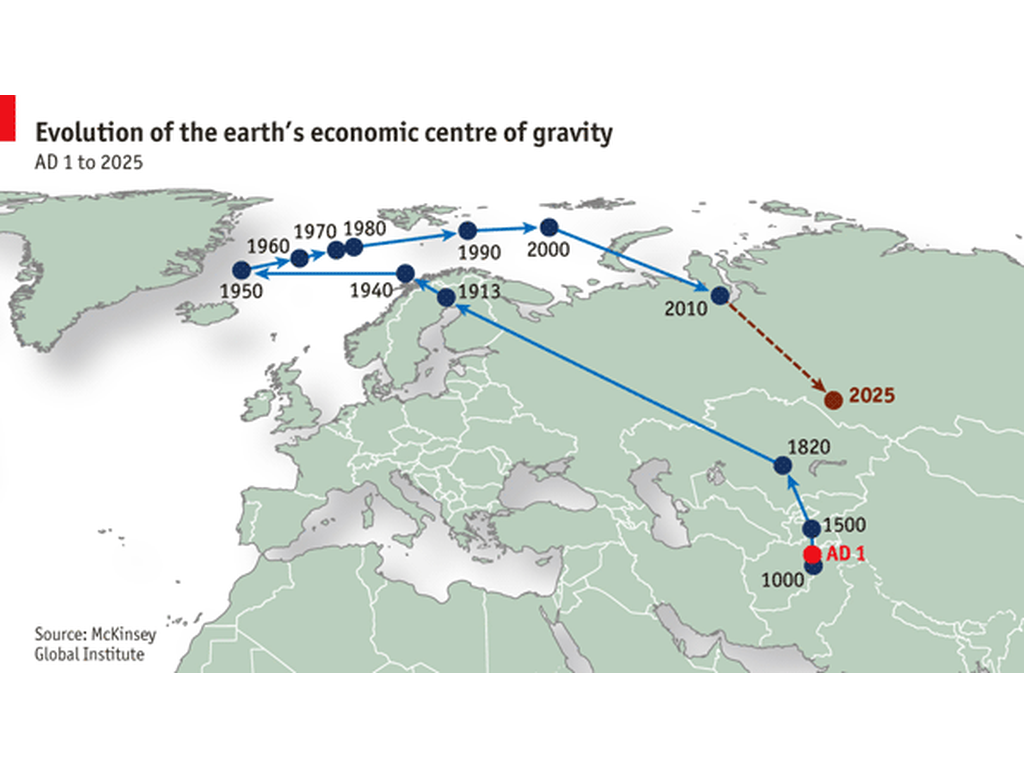 Evolution of the earth's economic centre of gravity
AD 1 to 2025
1970 1980
1960
1990
2000
1950
1940
1913
2010
2025
1820
1500
AD 1
1000
Source: McKinsey
Global Institute